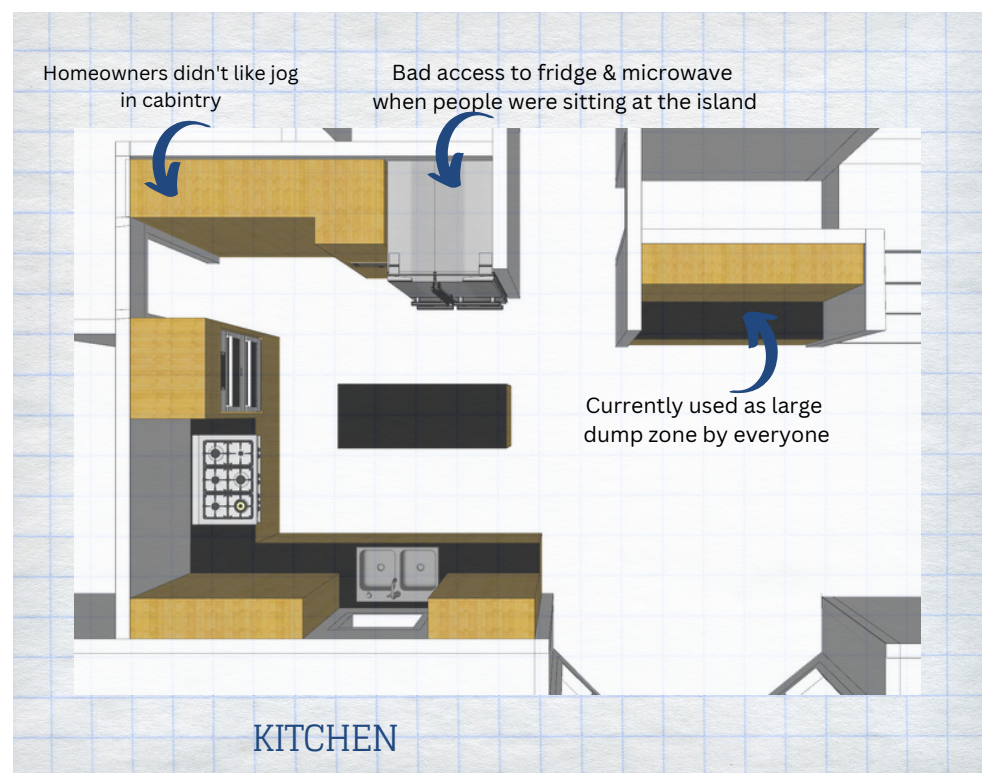 Homeowners didn't like jog
in cabintry
Bad access to fridge & microwave
when people were sitting at the island
Currently used as large
dump zone by everyone
KITCHEN